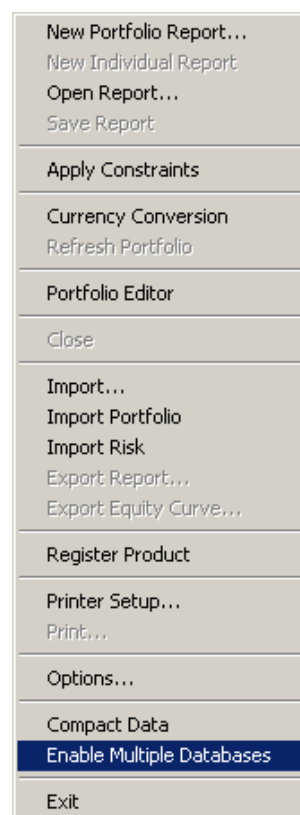 New Portfolio Report...
New Individual Report
Open Report...
Save Report
Apply Constraints
Currency Conversion
Refresh Portfolio
Portfolio Editor
Close
Import...
Import Portfolio
Import Risk
Export Report...
Export Equity Curve...
Register Product
Printer Setup...
Print...
Options...
Compact Data
Enable Multiple Databases
Exit